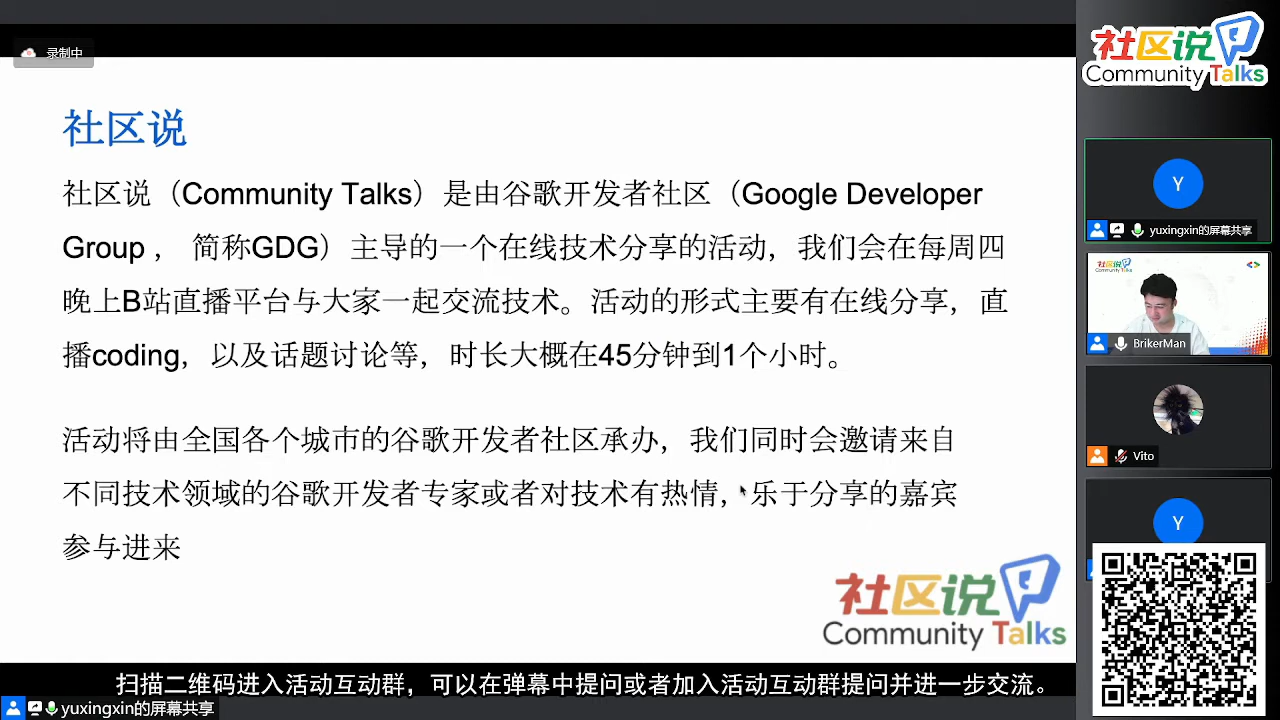 录制中
社区说
社区说（Community Talks）是由谷歌开发者社区（Google Developer
Group ， 简称GDG）主导的一个在线技术分享的活动，我们会在每周四
晚上B站直播平台与大家一起交流技术。活动的形式主要有在线分享，直
播coding，以及话题讨论等，时长大概在45分钟到1个小时。
活动将由全国各个城市的谷歌开发者社区承办，我们同时会邀请来自
不同技术领域的谷歌开发者专家或者对技术有热情，乐于分享的嘉宾
参与进来
社区说
Community Talks
扫描二维码进入活动互动群，可以在弹幕中提问或者加入活动互动群提问并进一步交流。
yuxingxin的屏幕共享
社区说
Community Talks
Y
yuxingxin的屏幕共享
社区说
Community Talks
BrikerMan
Vito
Y